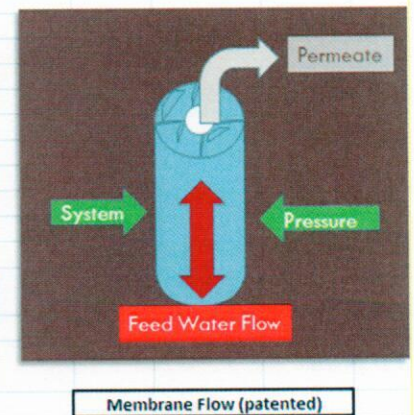 Permeate
System
Pressure
Feed Water Flow
Membrane Flow (patented)